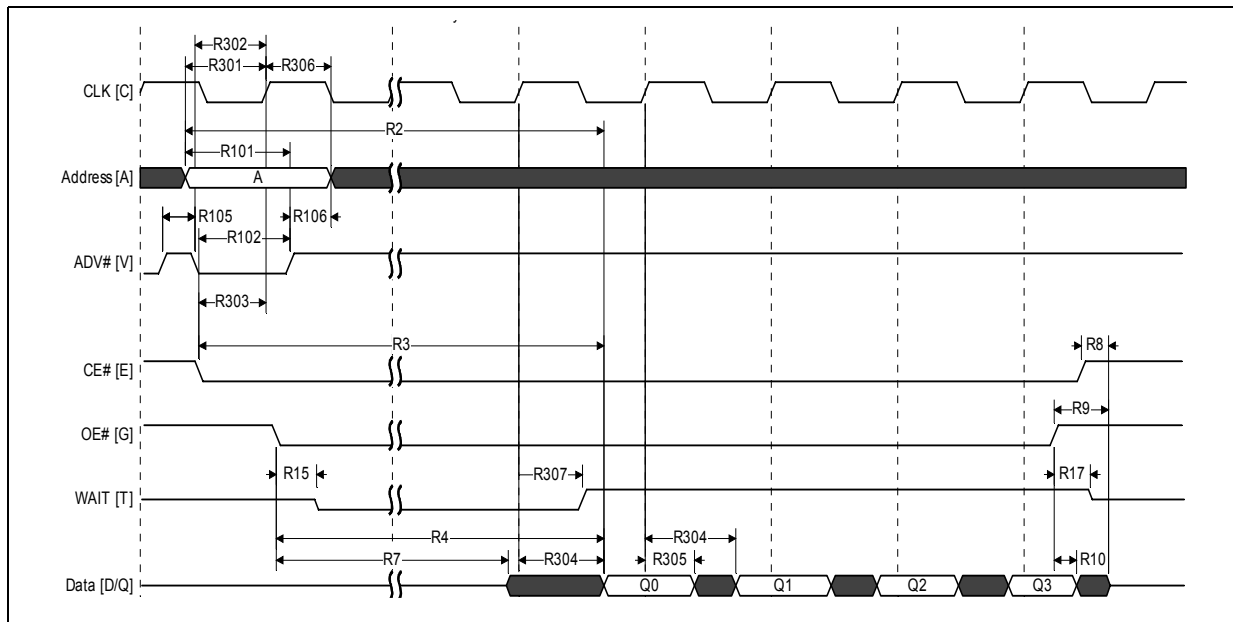 R302
R301 R306
CLK [C]
R2
R101
Address [A] A
R105 R106
R102
ADV# [V]
R303
R3 R8
CE# [E]
R9
OE# [G]
R15 R307 R17
WAIT [T]
R4 R304
R7 R304 R305 R10
Data [D/Q] Q0 Q1 Q2 Q3